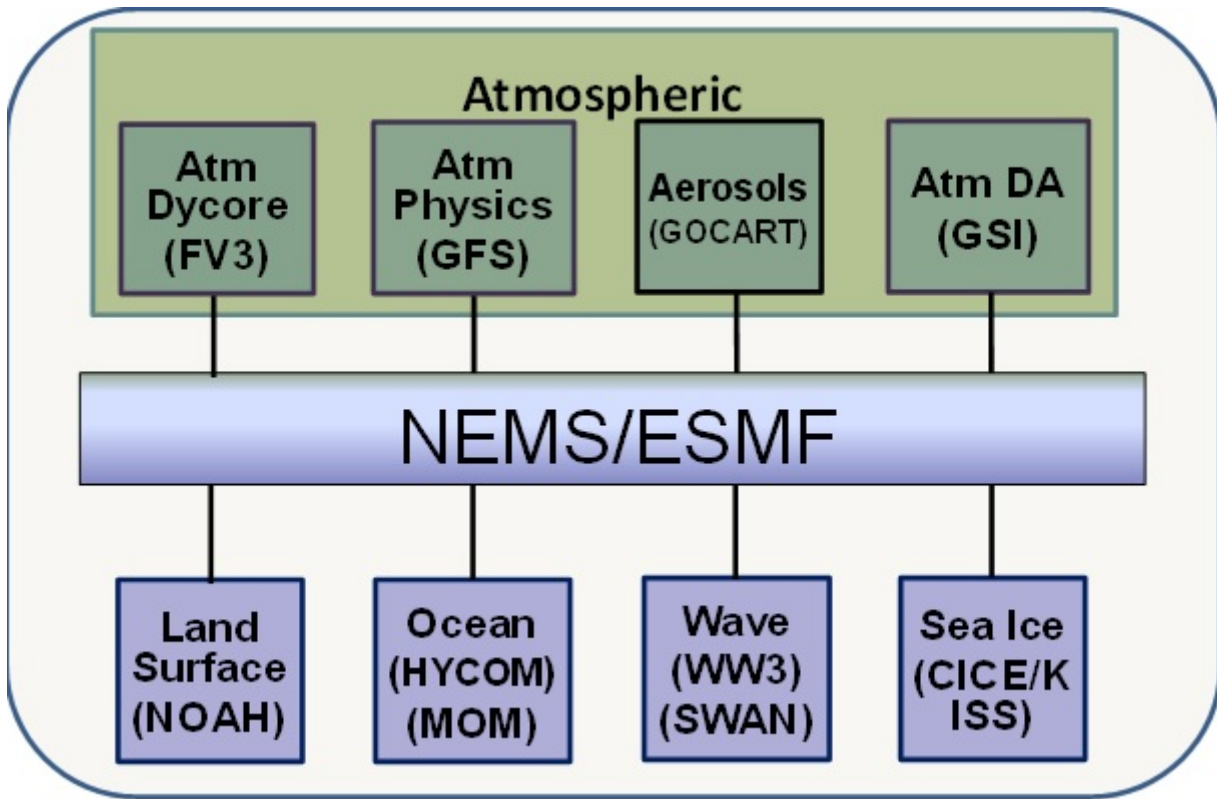 Atmospheric
Atm
Dycore
(FV3)
Atm
Physics
(GFS)
Aerosols
(GOCART)
Atm DA
(GSI)
NEMS/ESMF
Land
Surface
(NOAH)
Ocean
(HYCOM)
(MOM)
Wave
(WW3)
(SWAN)
Sea Ice
(CICE/K
ISS)